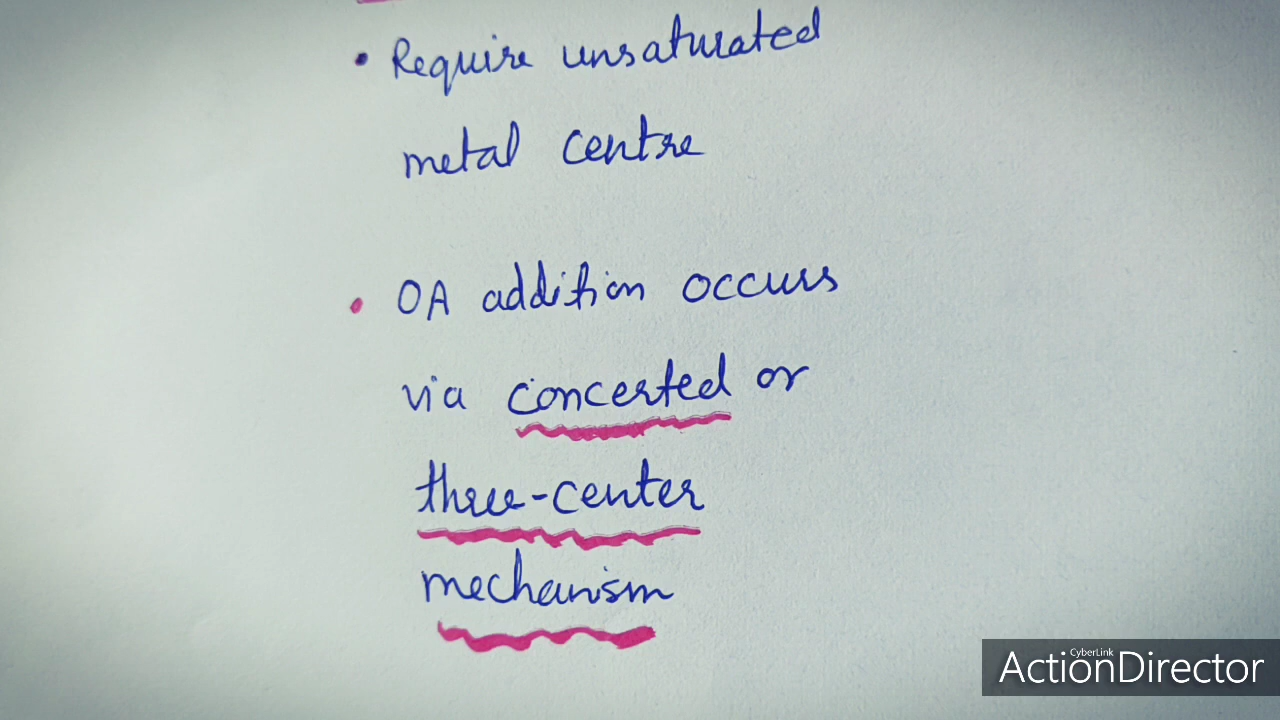 • Require unsaturated
metal centre
• OA addition occurs
via concerted or
three-center
mechanism
CyberLink
ActionDirector